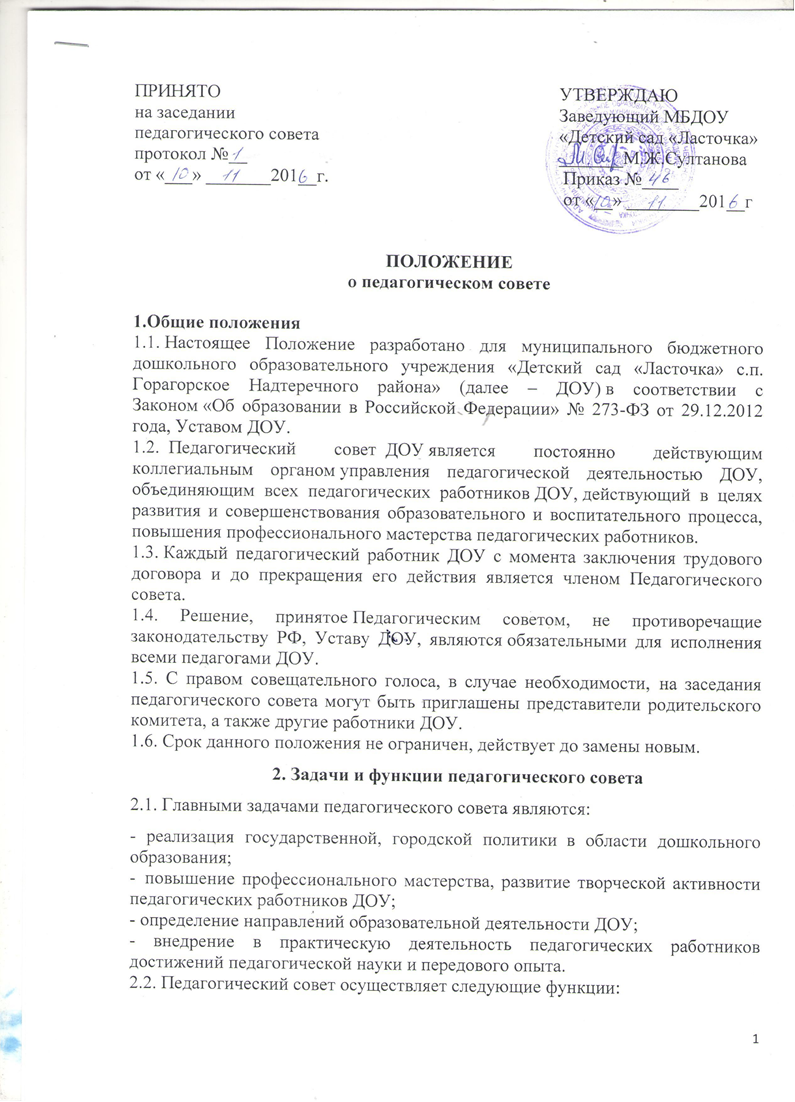 ПРИНЯТО
на заседании
педагогического совета
протокол № 1
от «10» 11 2016 г.
УТВЕРЖДАЮ
Заведующий МБДОУ
«Детский сад «Ласточка»
М.Ж.Султанова
Приказ № 46
от «10» 11 2016 г
ПОЛОЖЕНИЕ
о педагогическом совете
1.Общие положения
1.1. Настоящее Положение разработано для муниципального бюджетного
дошкольного образовательного учреждения «Детский сад «Ласточка» с.п.
Горагорское Надтеречного района» (далее – ДОУ) в соответствии с
Законом «Об образовании в Российской Федерации» № 273-ФЗ от 29.12.2012
года, Уставом ДОУ.
1.2. Педагогический совет ДОУ является постоянно действующим
коллегиальным органом управления педагогической деятельностью ДОУ,
объединяющим всех педагогических работников ДОУ, действующий в целях
развития и совершенствования образовательного и воспитательного процесса,
повышения профессионального мастерства педагогических работников.
1.3. Каждый педагогический работник ДОУ с момента заключения трудового
договора и до прекращения его действия является членом Педагогического
совета.
1.4. Решение, принятое Педагогическим советом, не противоречащие
законодательству РФ, Уставу ДОУ, являются обязательными для исполнения
всеми педагогами ДОУ.
1.5. С правом совещательного голоса, в случае необходимости, на заседания
педагогического совета могут быть приглашены представители родительского
комитета, а также другие работники ДОУ.
1.6. Срок данного положения не ограничен, действует до замены новым.
2. Задачи и функции педагогического совета
2.1. Главными задачами педагогического совета являются:
- реализация государственной, городской политики в области дошкольного
образования;
- повышение профессионального мастерства, развитие творческой активности
педагогических работников ДОУ;
- определение направлений образовательной деятельности ДОУ;
- внедрение в практическую деятельность педагогических работников
достижений педагогической науки и передового опыта.
2.2. Педагогический совет осуществляет следующие функции:
1